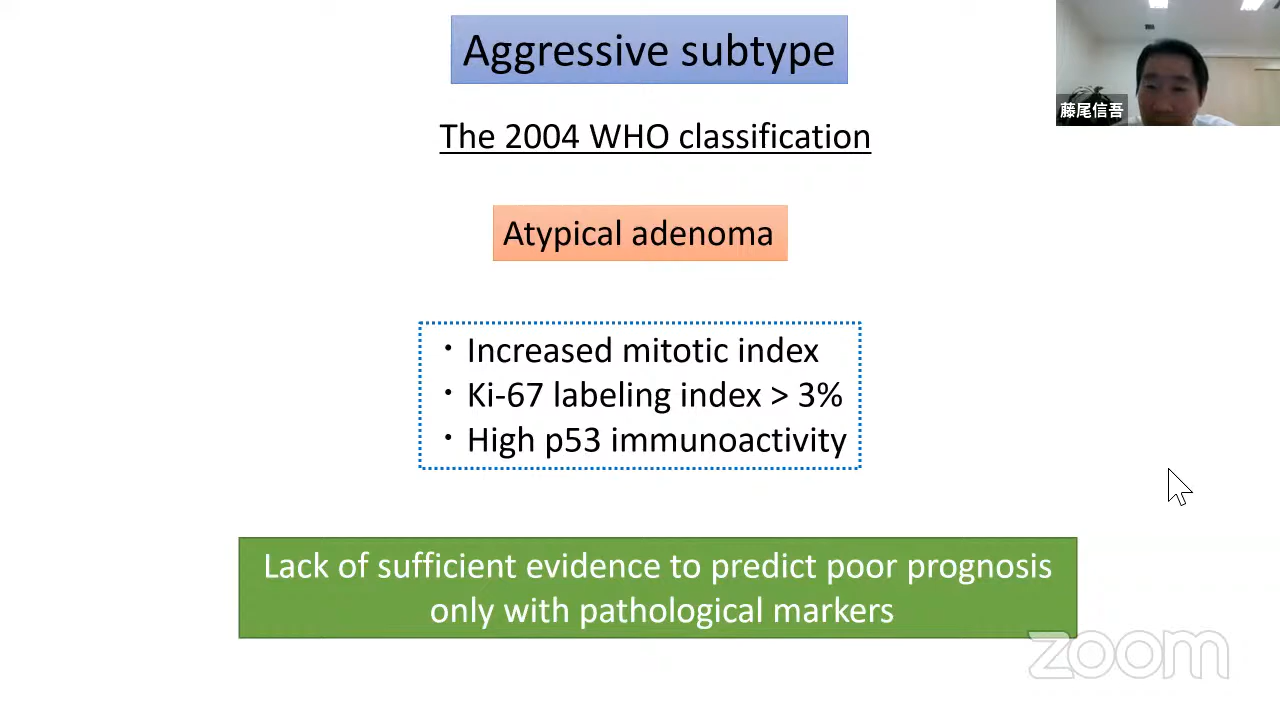 Aggressive subtype
藤尾信吾
The 2004 WHO classification
Atypical adenoma
・Increased mitotic index
・Ki-67 labeling index > 3%
・High p53 immunoactivity
Lack of sufficient evidence to predict poor prognosis
only with pathological markers
zoom